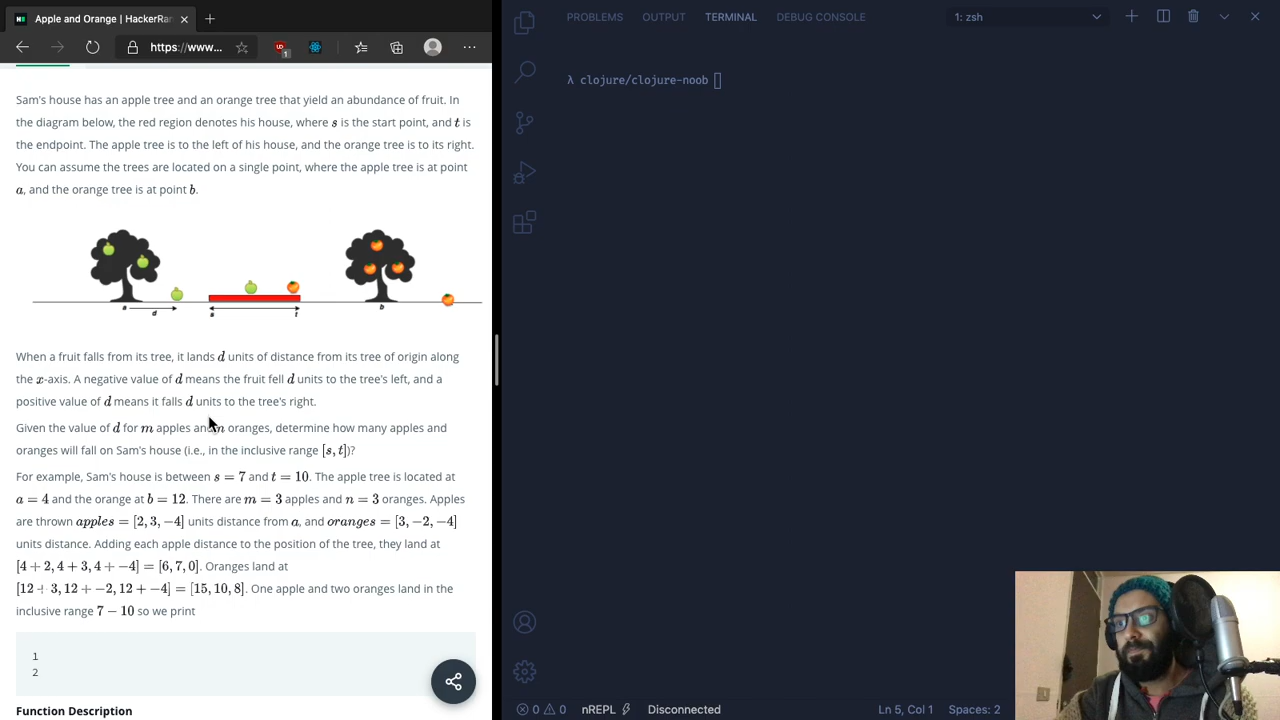 Apple and Orange | HackerRan
https://www...
1
Sam's house has an apple tree and an orange tree that yield an abundance of fruit. In
the diagram below, the red region denotes his house, where s is the start point, and t is
the endpoint. The apple tree is to the left of his house, and the orange tree is to its right.
You can assume the trees are located on a single point, where the apple tree is at point
a, and the orange tree is at point b.
a d s t b
When a fruit falls from its tree, it lands d units of distance from its tree of origin along
the x-axis. A negative value of d means the fruit fell d units to the tree's left, and a
positive value of d means it falls d units to the tree's right.
Given the value of d for m apples and n oranges, determine how many apples and
oranges will fall on Sam's house (i.e., in the inclusive range [s, t])?
For example, Sam's house is between s = 7 and t = 10. The apple tree is located at
a = 4 and the orange at b = 12. There are m = 3 apples and n = 3 oranges. Apples
are thrown apples = [2, 3, −4] units distance from a, and oranges = [3, −2, −4]
units distance. Adding each apple distance to the position of the tree, they land at
[4 + 2, 4 + 3, 4 + −4] = [6, 7, 0]. Oranges land at
[12 + 3, 12 + −2, 12 + −4] = [15, 10, 8]. One apple and two oranges land in the
inclusive range 7 − 10 so we print
1
2
Function Description
PROBLEMS OUTPUT TERMINAL DEBUG CONSOLE 1: zsh
λ clojure/clojure-noob
0 0 nREPL Disconnected Ln 5, Col 1 Spaces: 2